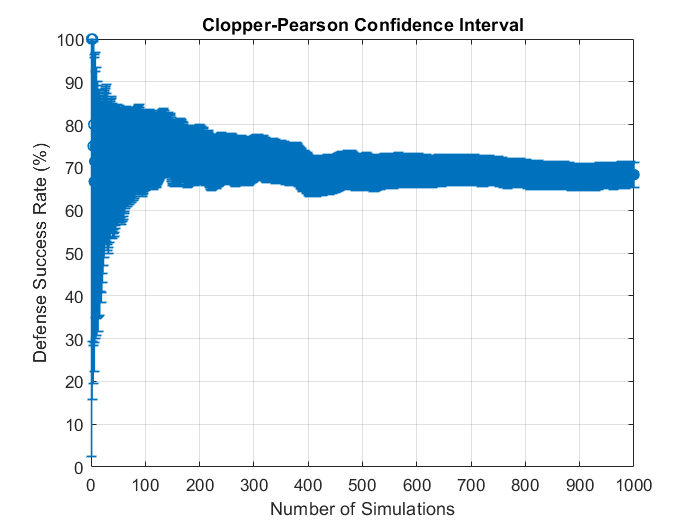 Clopper-Pearson Confidence Interval
100
90
80
70
60
50
40
30
20
10
0
Defense Success Rate (%)
0 100 200 300 400 500 600 700 800 900 1000
Number of Simulations